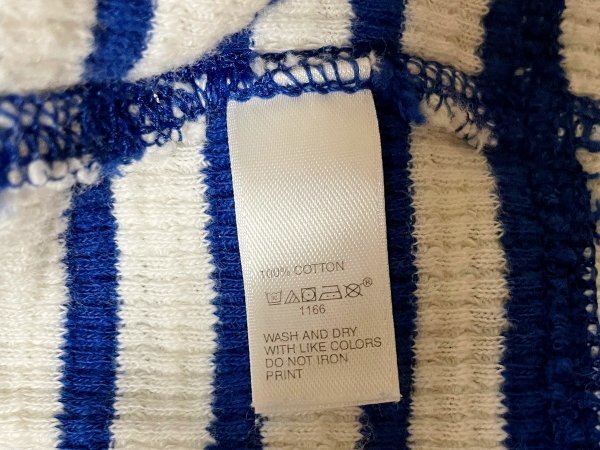 100% COTTON
®
1166
WASH AND DRY
WITH LIKE COLORS
DO NOT IRON
PRINT